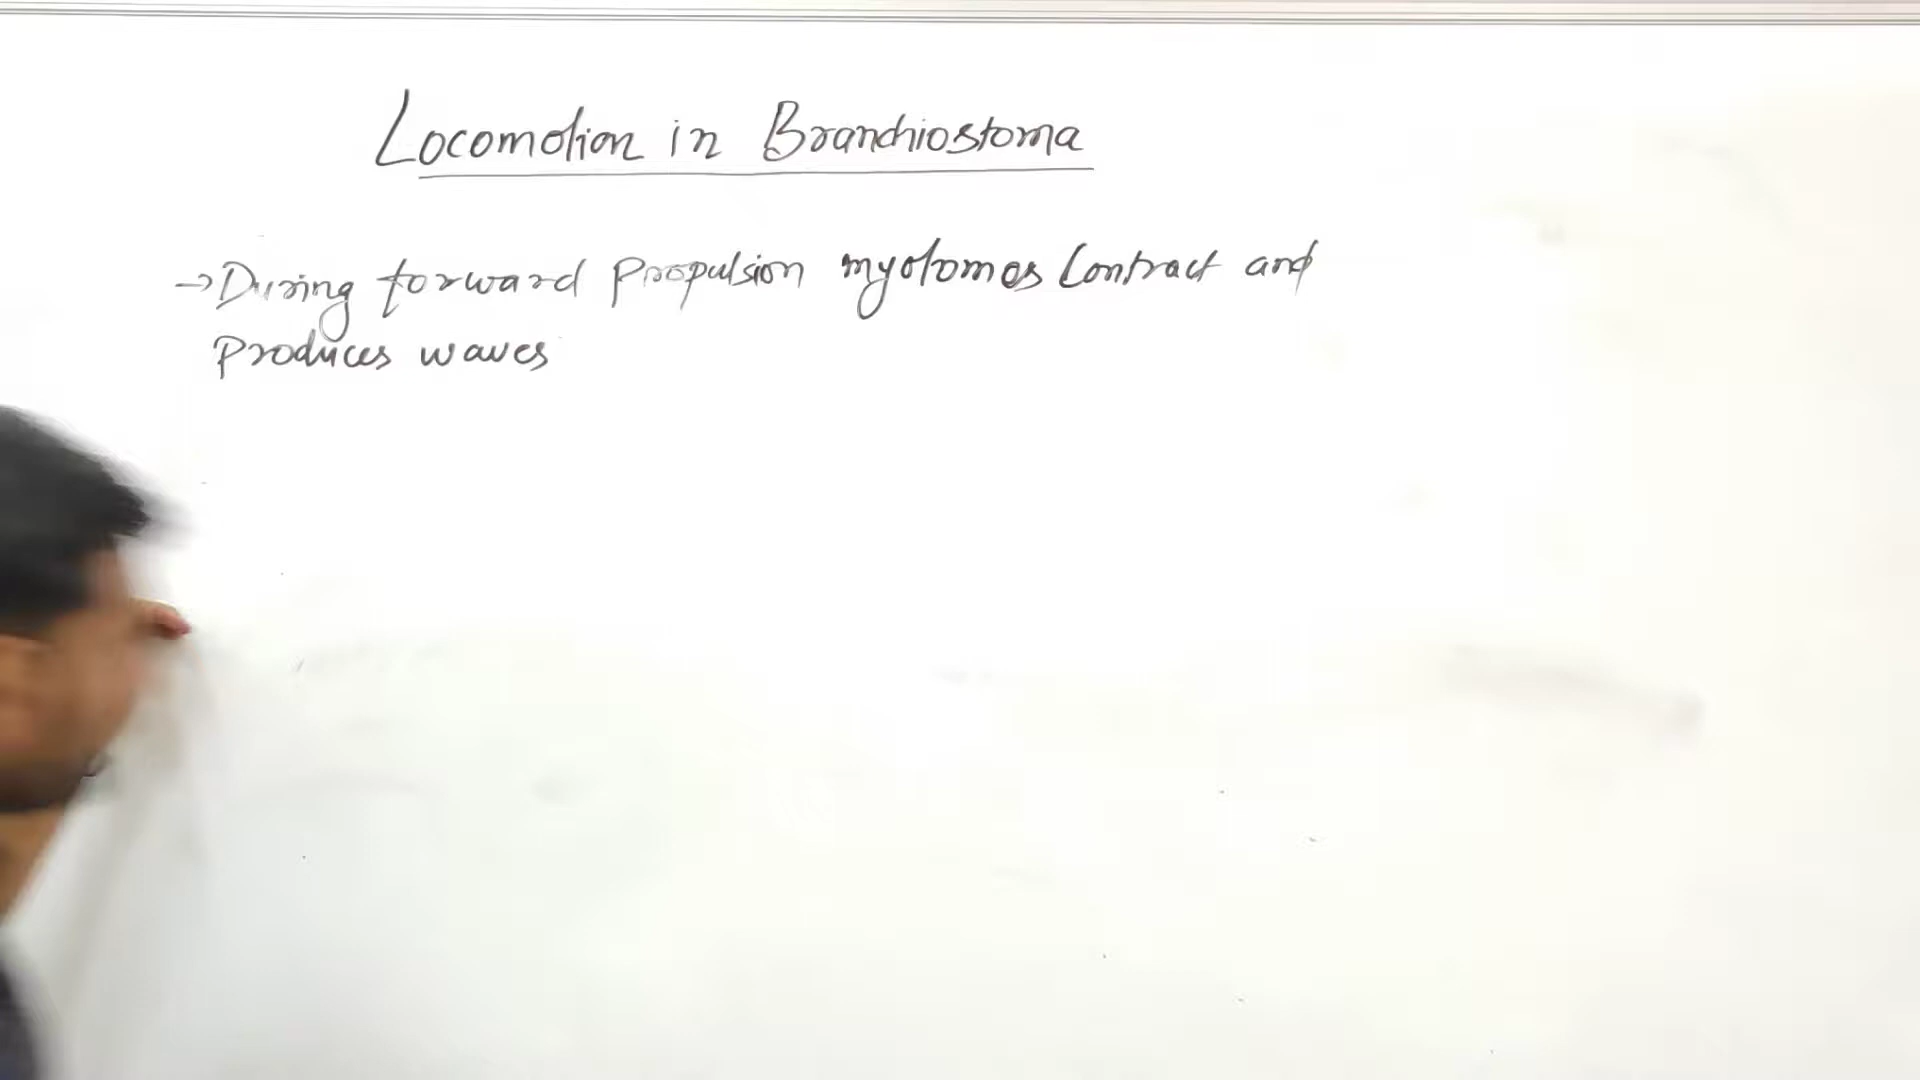 Locomotion in Branchiostoma
→During forward Propulsion myotomes Contract and
Produces waves